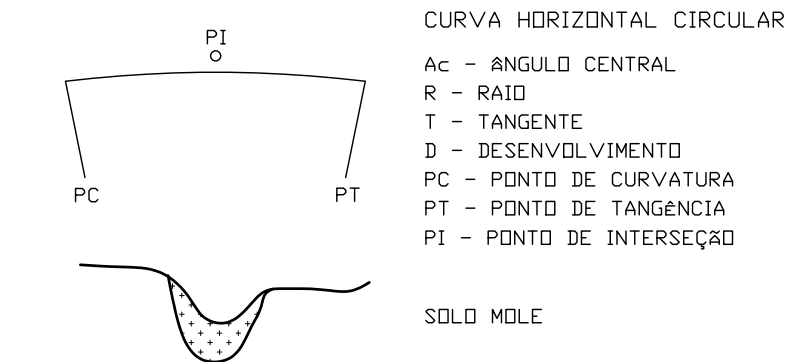 PI
PC
PT
CURVA HORIZONTAL CIRCULAR
Ac - ÂNGULO CENTRAL
R - RAIO
T - TANGENTE
D - DESENVOLVIMENTO
PC - PONTO DE CURVATURA
PT - PONTO DE TANGÊNCIA
PI - PONTO DE INTERSEÇÃO
SOLO MOLE